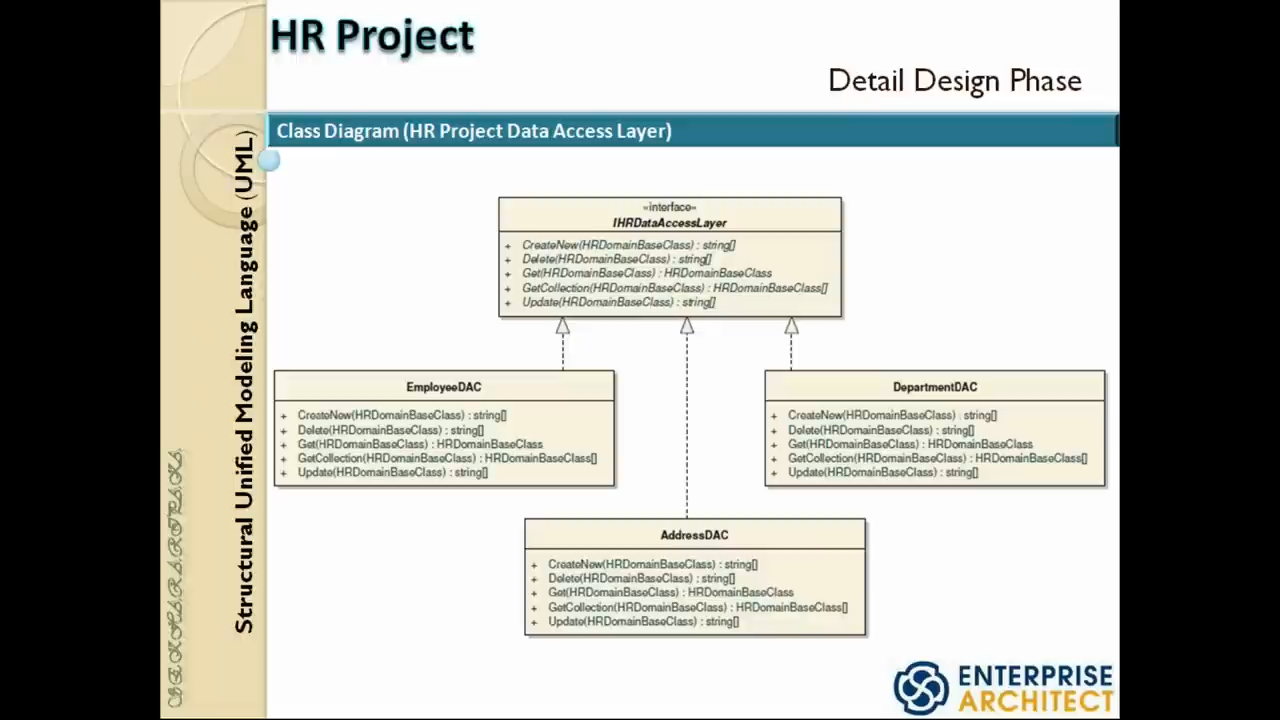 HR Project
Detail Design Phase
Class Diagram (HR Project Data Access Layer)
Structural Unified Modeling Language (UML)
«interface»
IHRDataAccessLayer
+ CreateNew(HRDomainBaseClass) : string[]
+ Delete(HRDomainBaseClass) : string[]
+ Get(HRDomainBaseClass) : HRDomainBaseClass
+ GetCollection(HRDomainBaseClass) : HRDomainBaseClass[]
+ Update(HRDomainBaseClass) : string[]
EmployeeDAC
+ CreateNew(HRDomainBaseClass) : string[]
+ Delete(HRDomainBaseClass) : string[]
+ Get(HRDomainBaseClass) : HRDomainBaseClass
+ GetCollection(HRDomainBaseClass) : HRDomainBaseClass[]
+ Update(HRDomainBaseClass) : string[]
DepartmentDAC
+ CreateNew(HRDomainBaseClass) : string[]
+ Delete(HRDomainBaseClass) : string[]
+ Get(HRDomainBaseClass) : HRDomainBaseClass
+ GetCollection(HRDomainBaseClass) : HRDomainBaseClass[]
+ Update(HRDomainBaseClass) : string[]
AddressDAC
+ CreateNew(HRDomainBaseClass) : string[]
+ Delete(HRDomainBaseClass) : string[]
+ Get(HRDomainBaseClass) : HRDomainBaseClass
+ GetCollection(HRDomainBaseClass) : HRDomainBaseClass[]
+ Update(HRDomainBaseClass) : string[]
ENTERPRISE
ARCHITECT